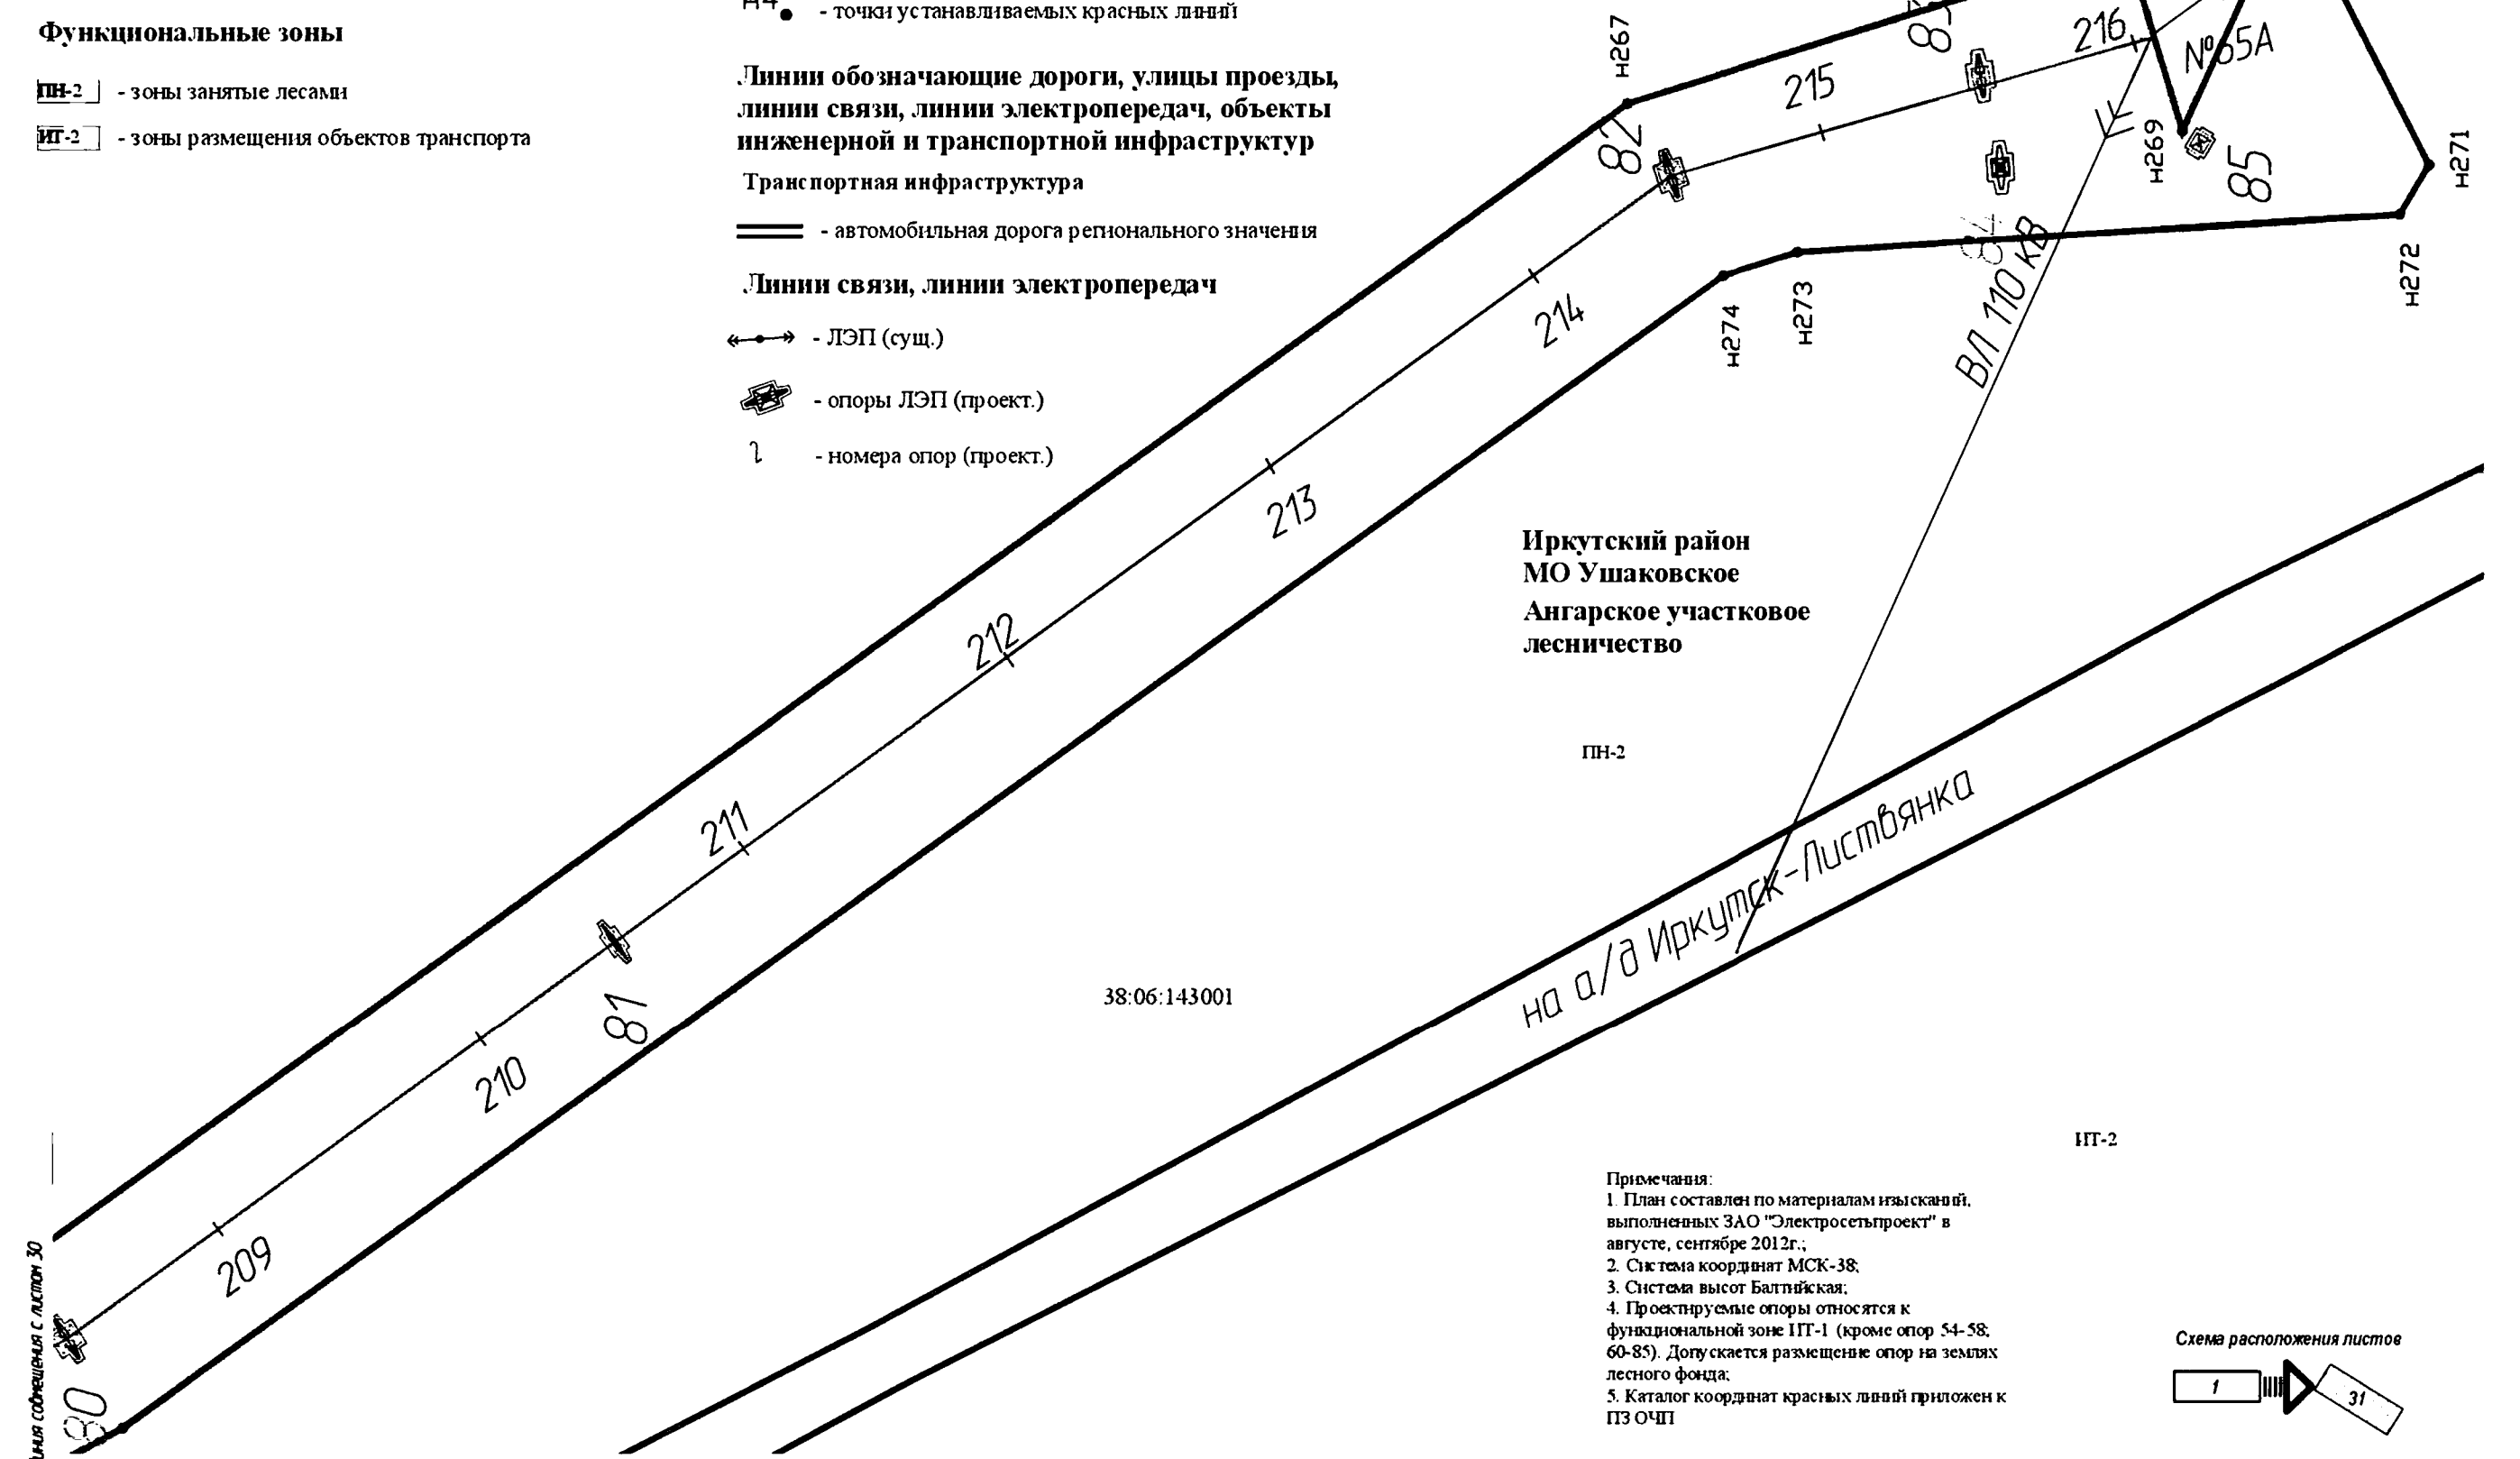 - точки устанавливаемых красных линий
Функциональные зоны
ПН-2 - зоны занятые лесами
ИТ-2 - зоны размещения объектов транспорта
Линии обозначающие дороги, улицы проезды,
линии связи, линии электропередач, объекты
инженерной и транспортной инфраструктур
Транспортная инфраструктура
- автомобильная дорога регионального значения
Линии связи, линии электропередач
- ЛЭП (сущ.)
- опоры ЛЭП (проект.)
- номера опор (проект.)
н267
216
№65А
215
82
н269
85
н271
н272
н273
н274
ВЛ 110 кВ
214
213
212
211
81
210
209
80
Иркутский район
МО Ушаковское
Ангарское участковое
лесничество
ПН-2
на а/д Иркутск-Листвянка
38:06:143001
ИТ-2
Примечания:
1. План составлен по материалам изысканий,
выполненных ЗАО "Электросетьпроект" в
августе, сентябре 2012г.;
2. Система координат МСК-38;
3. Система высот Балтийская;
4. Проектируемые опоры относятся к
функциональной зоне ИТ-1 (кроме опор 54-58;
60-85). Допускается размещение опор на землях
лесного фонда;
5. Каталог координат красных линий приложен к
ПЗ ОЧП
Схема расположения листов
1
31
совмещения с листом 30